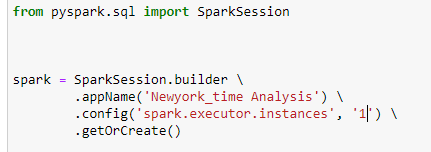 from pyspark.sql import SparkSession
spark = SparkSession.builder \
.appName('Newyork_time Analysis') \
.config('spark.executor.instances', '1') \
.getOrCreate()